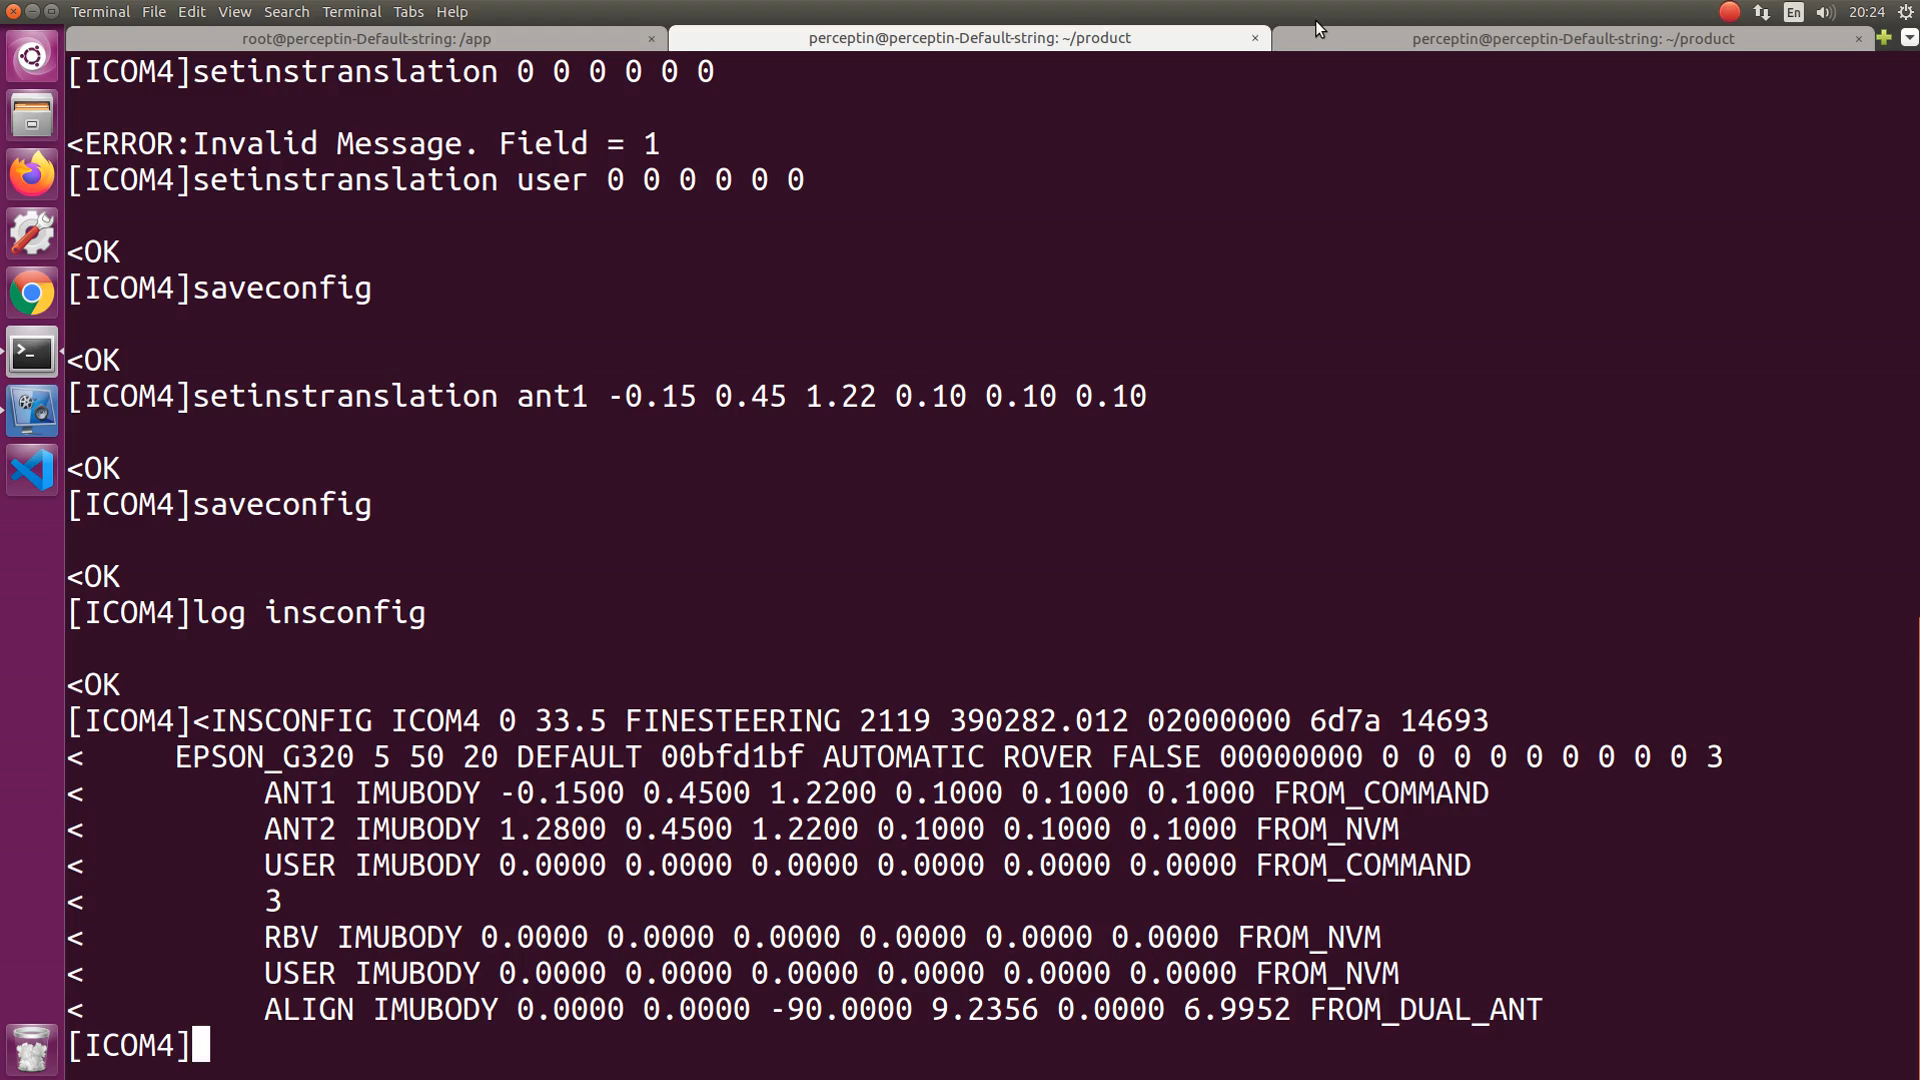 Terminal File Edit View Search Terminal Tabs Help
En
20:24
root@perceptin-Default-string: /app ×
perceptin@perceptin-Default-string: ~/product ×
perceptin@perceptin-Default-string: ~/product ×
[ICOM4]setinstranslation 0 0 0 0 0 0
<ERROR:Invalid Message. Field = 1
[ICOM4]setinstranslation user 0 0 0 0 0 0
<OK
[ICOM4]saveconfig
<OK
[ICOM4]setinstranslation ant1 -0.15 0.45 1.22 0.10 0.10 0.10
<OK
[ICOM4]saveconfig
<OK
[ICOM4]log insconfig
<OK
[ICOM4]<INSCONFIG ICOM4 0 33.5 FINESTEERING 2119 390282.012 02000000 6d7a 14693
< EPSON_G320 5 50 20 DEFAULT 00bfd1bf AUTOMATIC ROVER FALSE 00000000 0 0 0 0 0 0 0 0 0 3
< ANT1 IMUBODY -0.1500 0.4500 1.2200 0.1000 0.1000 0.1000 FROM_COMMAND
< ANT2 IMUBODY 1.2800 0.4500 1.2200 0.1000 0.1000 0.1000 FROM_NVM
< USER IMUBODY 0.0000 0.0000 0.0000 0.0000 0.0000 0.0000 FROM_COMMAND
< 3
< RBV IMUBODY 0.0000 0.0000 0.0000 0.0000 0.0000 0.0000 FROM_NVM
< USER IMUBODY 0.0000 0.0000 0.0000 0.0000 0.0000 0.0000 FROM_NVM
< ALIGN IMUBODY 0.0000 0.0000 -90.0000 9.2356 0.0000 6.9952 FROM_DUAL_ANT
[ICOM4]